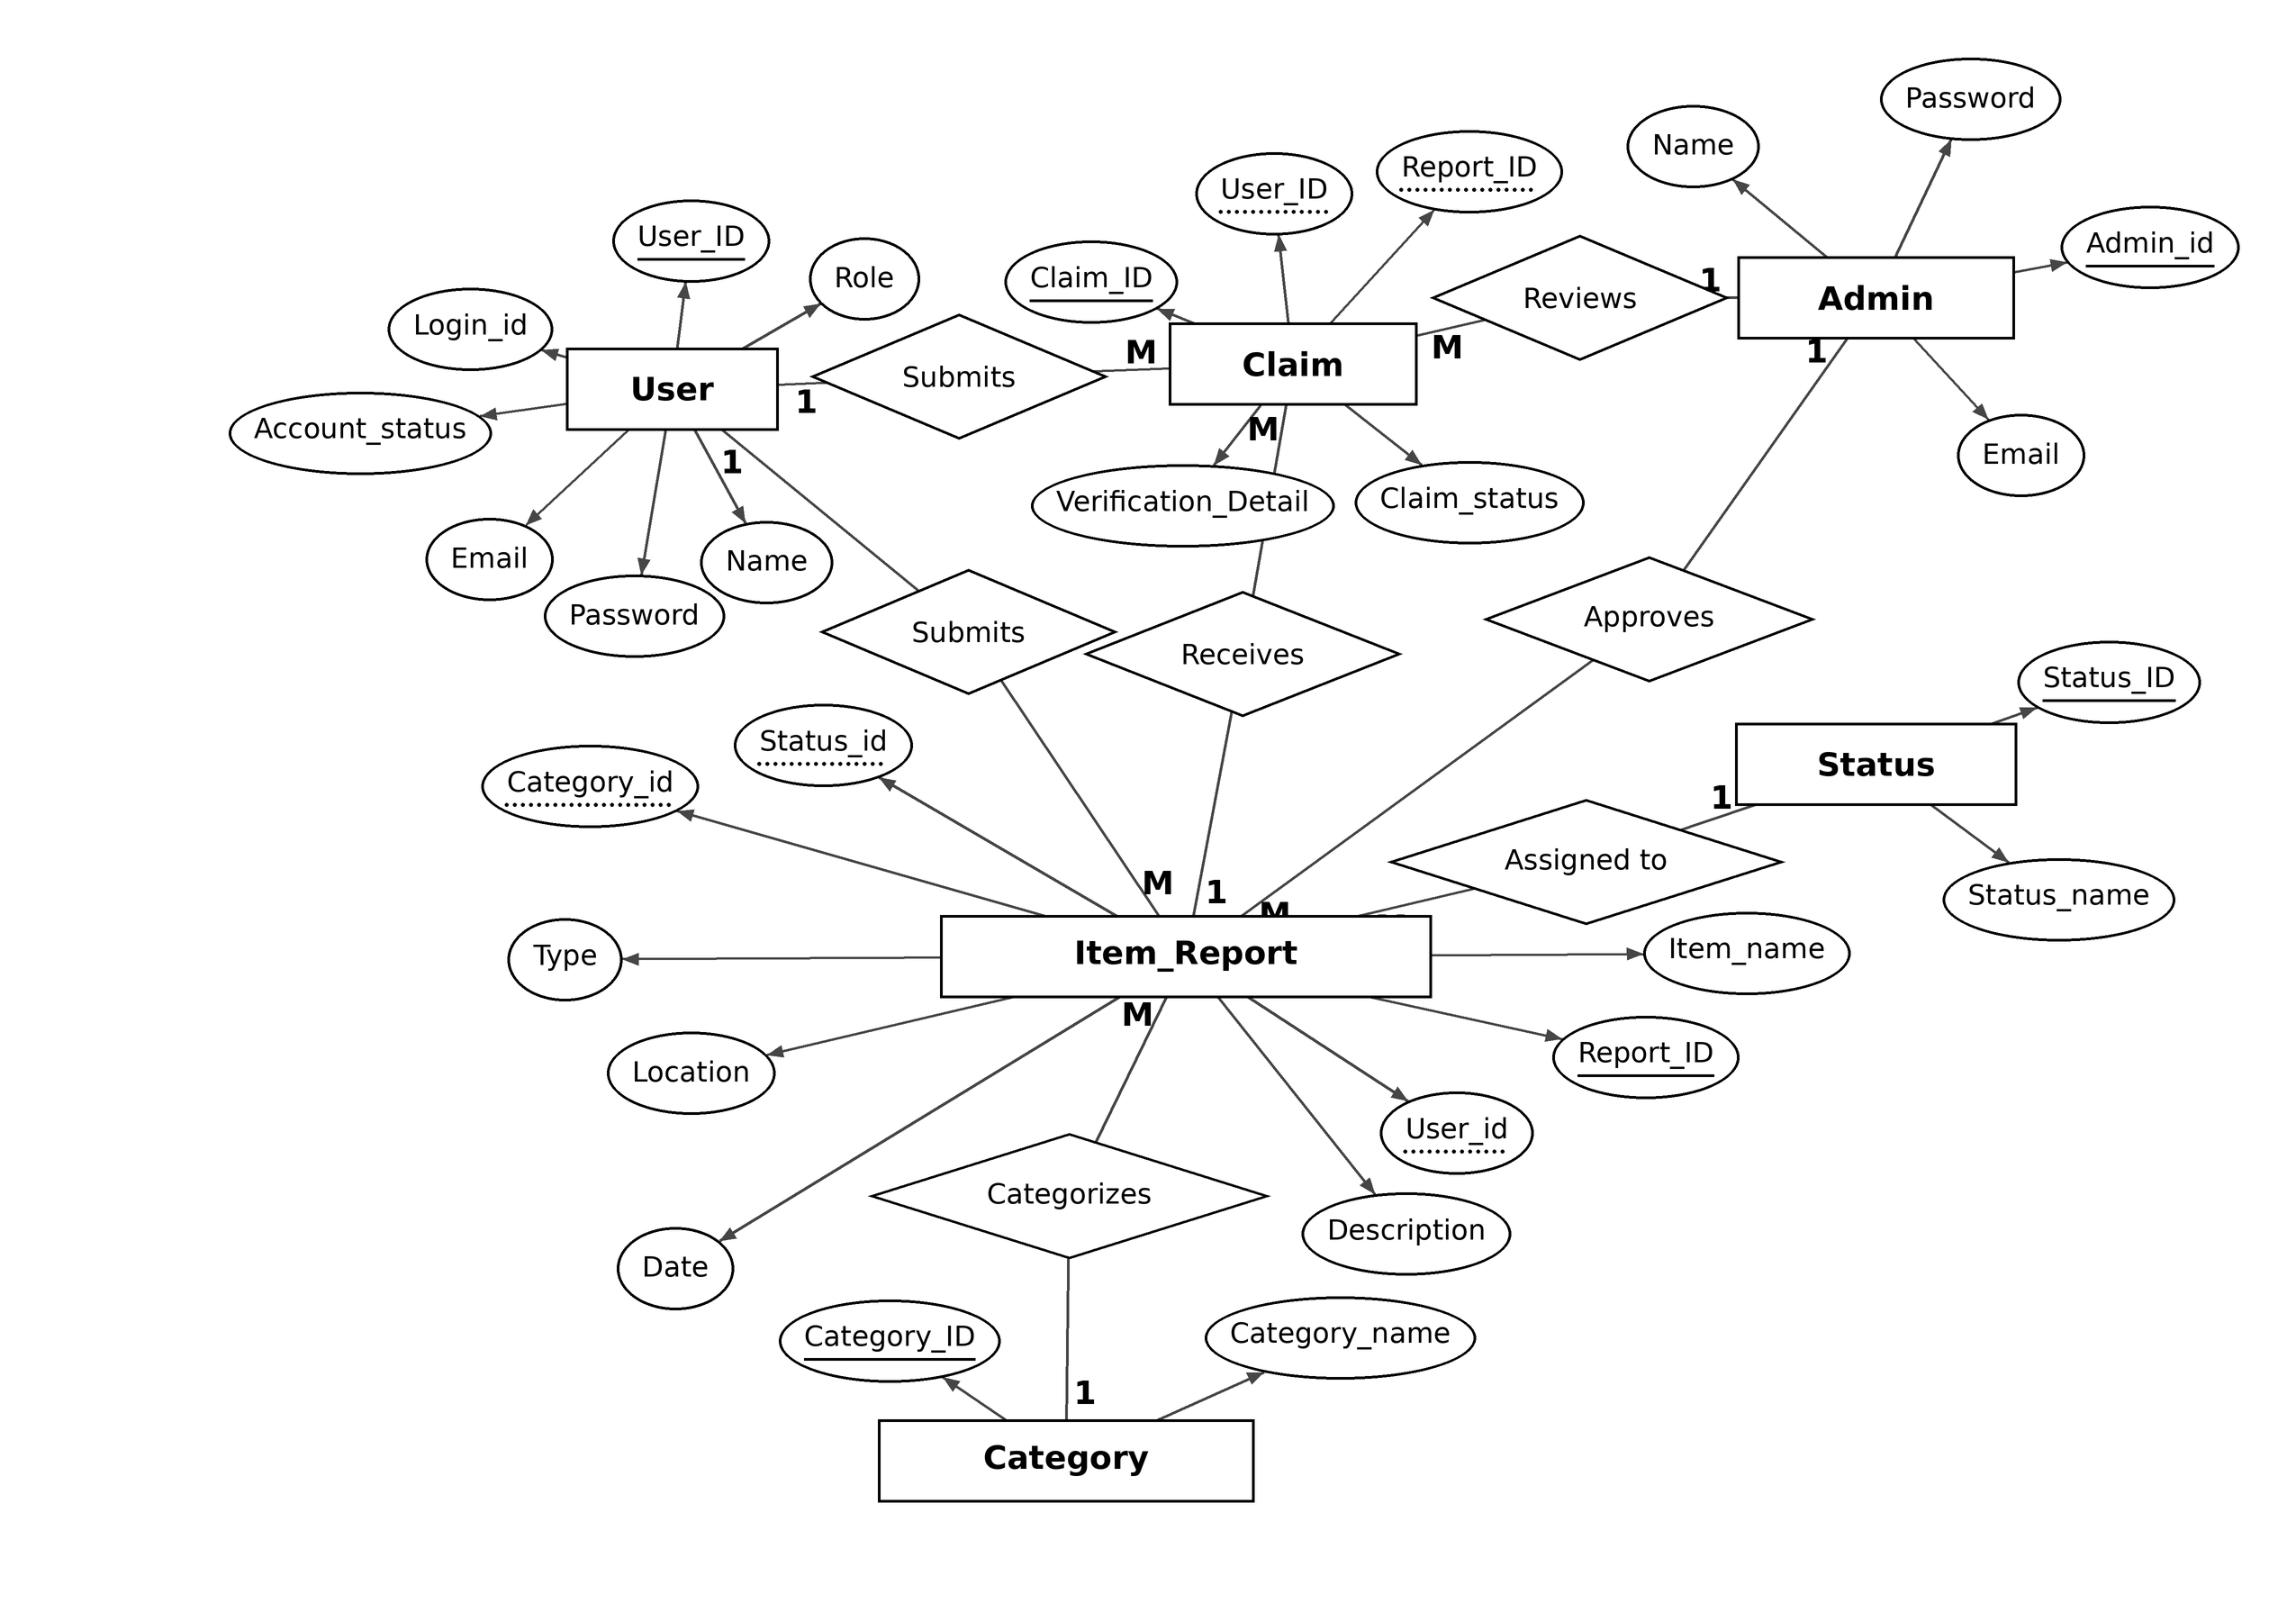 Password
Name
Report_ID
User_ID
User_ID
Admin_id
Role
Claim_ID
1
Reviews
Admin
Login_id
M
Submits
Claim
M
1
User
1
Account_status
M
1
Email
Verification_Detail
Claim_status
Email
Name
Password
Submits
Receives
Approves
Status_ID
Status_id
Category_id
Status
1
Assigned to
M
1
Status_name
M
Item_Report
Item_name
Type
M
Location
Report_ID
User_id
Categorizes
Description
Date
Category_ID
Category_name
1
Category